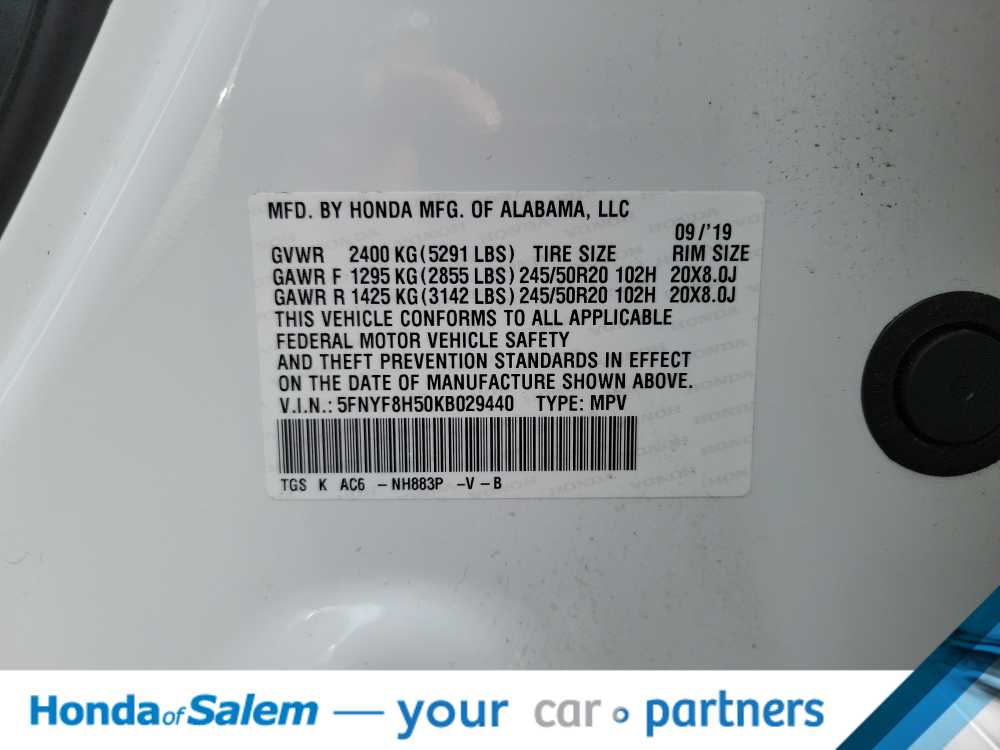 MFD. BY HONDA MFG. OF ALABAMA, LLC
09/'19
GVWR 2400 KG(5291 LBS) TIRE SIZE RIM SIZE
GAWR F 1295 KG(2855 LBS) 245/50R20 102H 20X8.0J
GAWR R 1425 KG(3142 LBS) 245/50R20 102H 20X8.0J
THIS VEHICLE CONFORMS TO ALL APPLICABLE
FEDERAL MOTOR VEHICLE SAFETY
AND THEFT PREVENTION STANDARDS IN EFFECT
ON THE DATE OF MANUFACTURE SHOWN ABOVE.
V.I.N.: 5FNYF8H50KB029440 TYPE: MPV
TGS K AC6 -NH883P -V -B
Honda of Salem — your car partners